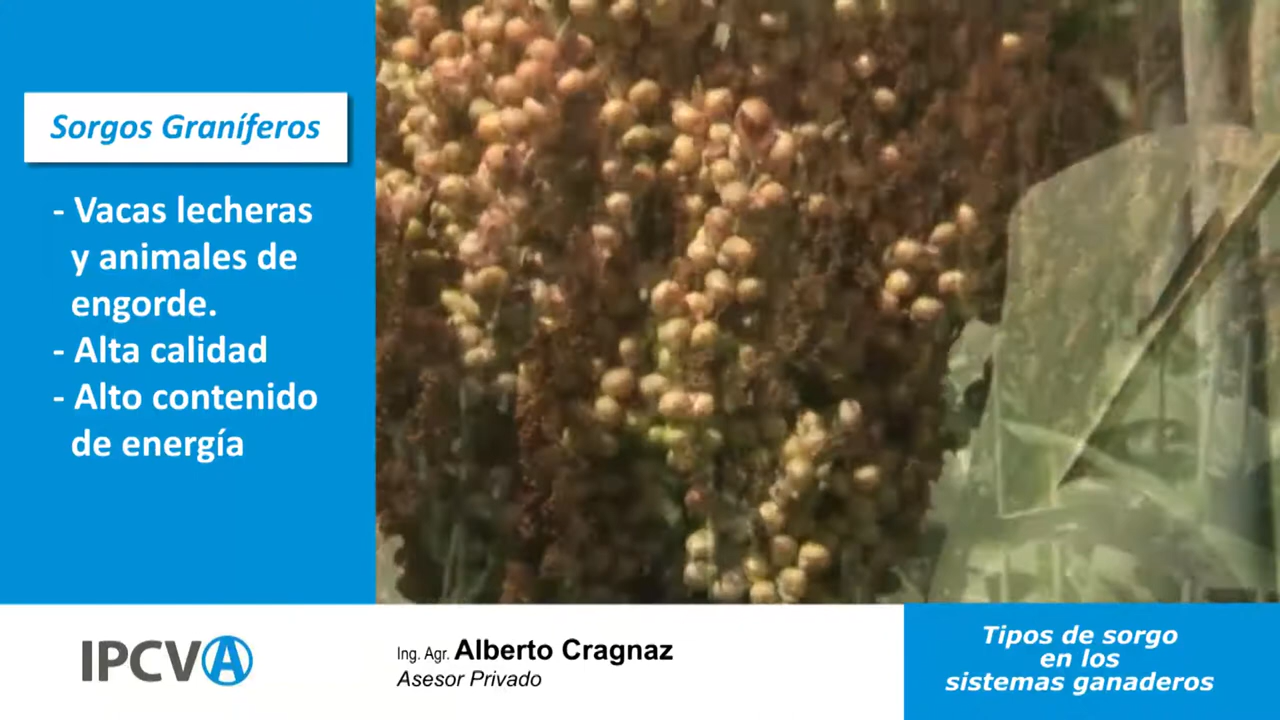 Sorgos Graníferos
- Vacas lecheras
y animales de
engorde.
- Alta calidad
- Alto contenido
de energía
IPCVA
Ing. Agr. Alberto Cragnaz
Asesor Privado
Tipos de sorgo
en los
sistemas ganaderos